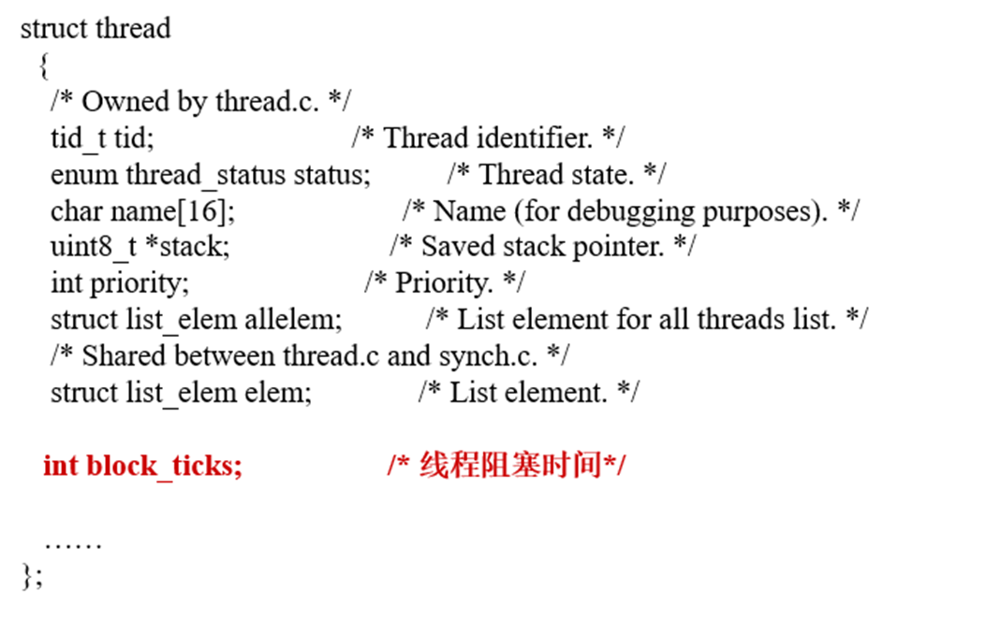 struct thread
{
/* Owned by thread.c. */
tid_t tid; /* Thread identifier. */
enum thread_status status; /* Thread state. */
char name[16]; /* Name (for debugging purposes). */
uint8_t *stack; /* Saved stack pointer. */
int priority; /* Priority. */
struct list_elem allelem; /* List element for all threads list. */
/* Shared between thread.c and synch.c. */
struct list_elem elem; /* List element. */
int block_ticks; /* 线程阻塞时间*/
……
};